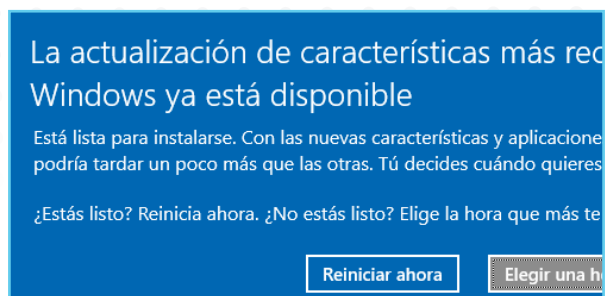 La actualización de características más rec
Windows ya está disponible
Está lista para instalarse. Con las nuevas características y aplicacione
podría tardar un poco más que las otras. Tú decides cuándo quieres
¿Estás listo? Reinicia ahora. ¿No estás listo? Elige la hora que más te
Reiniciar ahora
Elegir una h